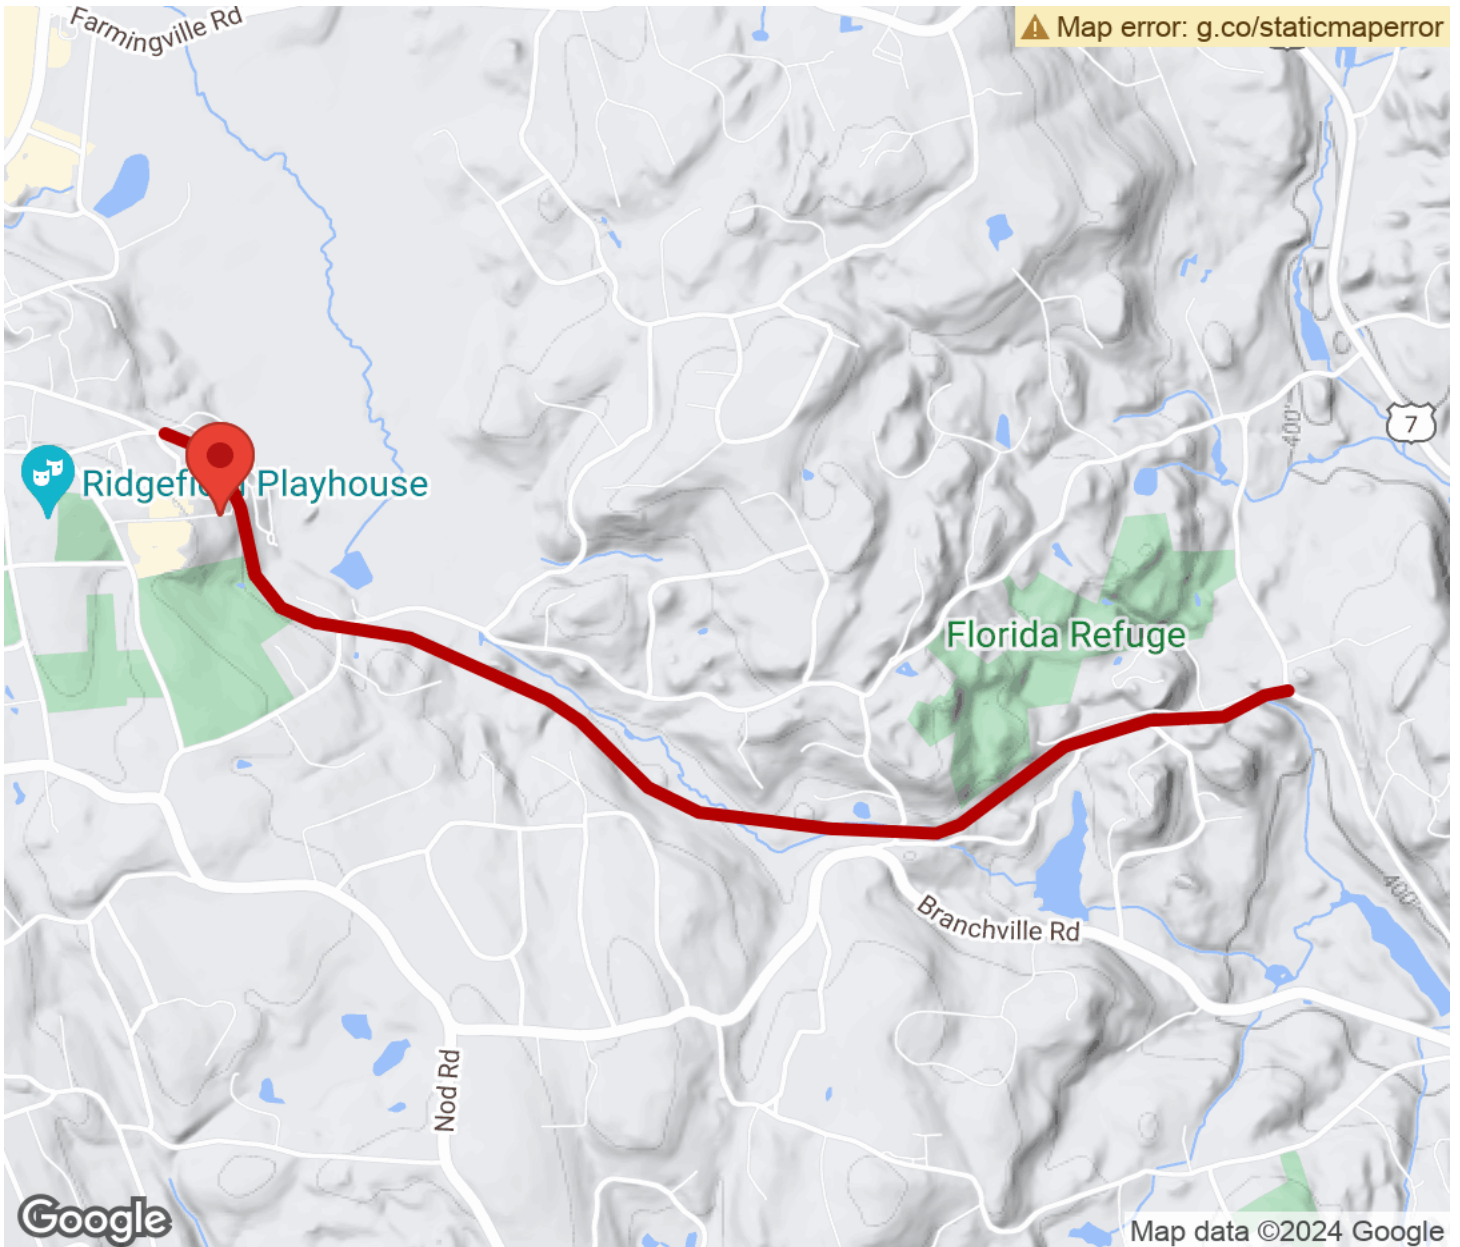 Farmingville Rd
Map error: g.co/staticmaperror
7
400'
Ridgefi
Playhouse
Florida Refuge
400'
Branchville Rd
Nod Rd
Google
Map data ©2024 Google